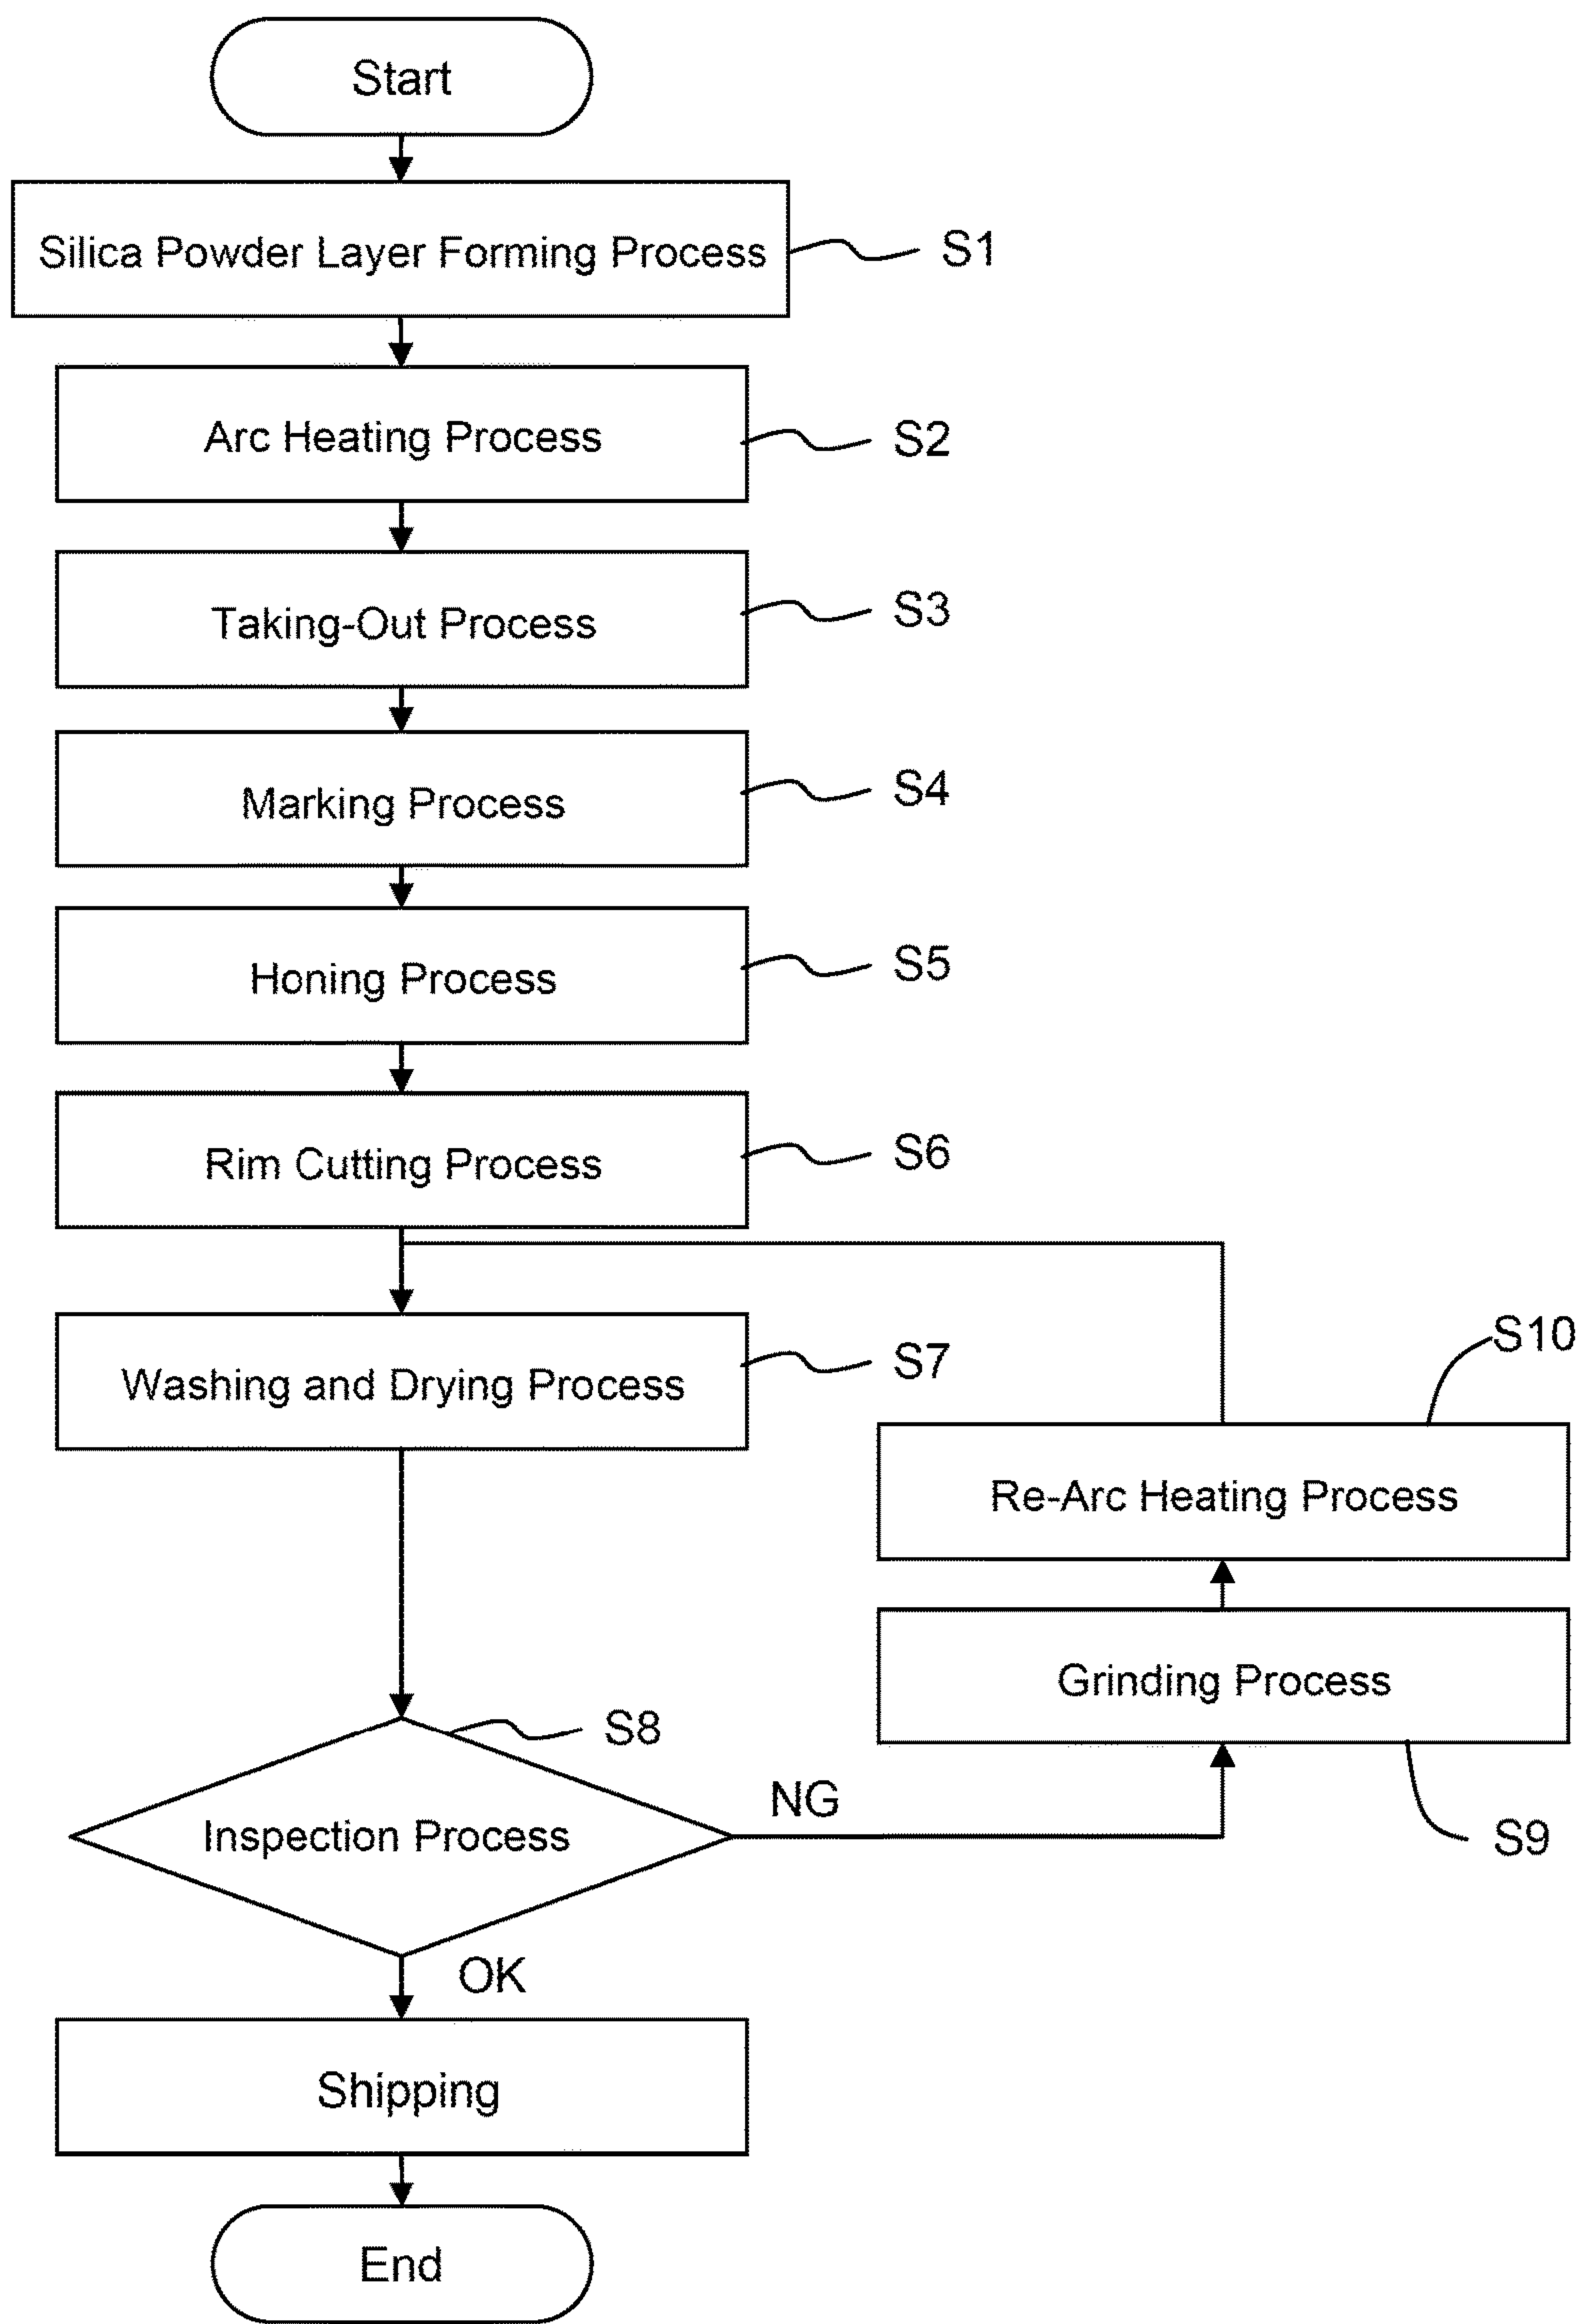 Start
Silica Powder Layer Forming Process
S1
Arc Heating Process
S2
Taking-Out Process
S3
Marking Process
S4
Honing Process
S5
Rim Cutting Process
S6
Washing and Drying Process
S7
S10
Re-Arc Heating Process
Grinding Process
S9
S8
Inspection Process
NG
OK
Shipping
End